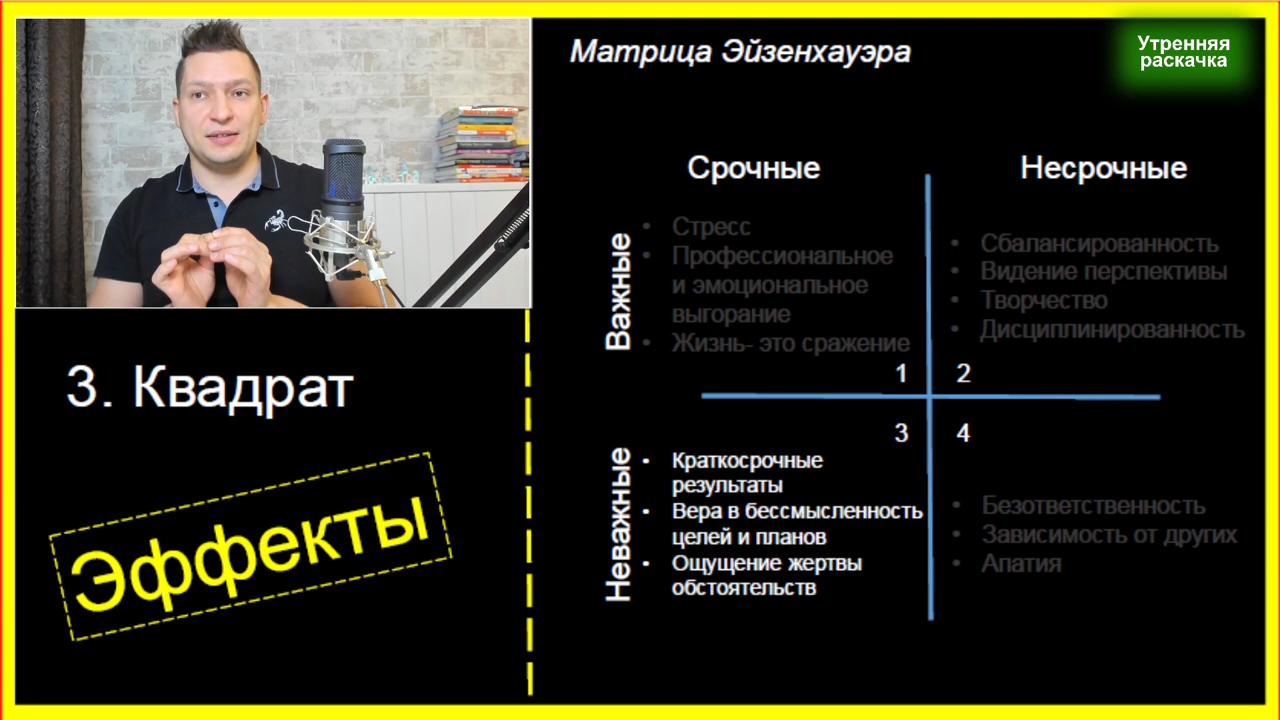 Матрица Эйзенхауэра
Утренняя
раскачка
Срочные
Несрочные
Важные
• Стресс
• Профессиональное
и эмоциональное
выгорание
• Жизнь- это сражение
• Сбалансированность
• Видение перспективы
• Творчество
• Дисциплинированность
1
2
3. Квадрат
Эффекты
3
4
Неважные
• Краткосрочные
результаты
• Вера в бессмысленность
целей и планов
• Ощущение жертвы
обстоятельств
• Безответственность
• Зависимость от других
• Апатия